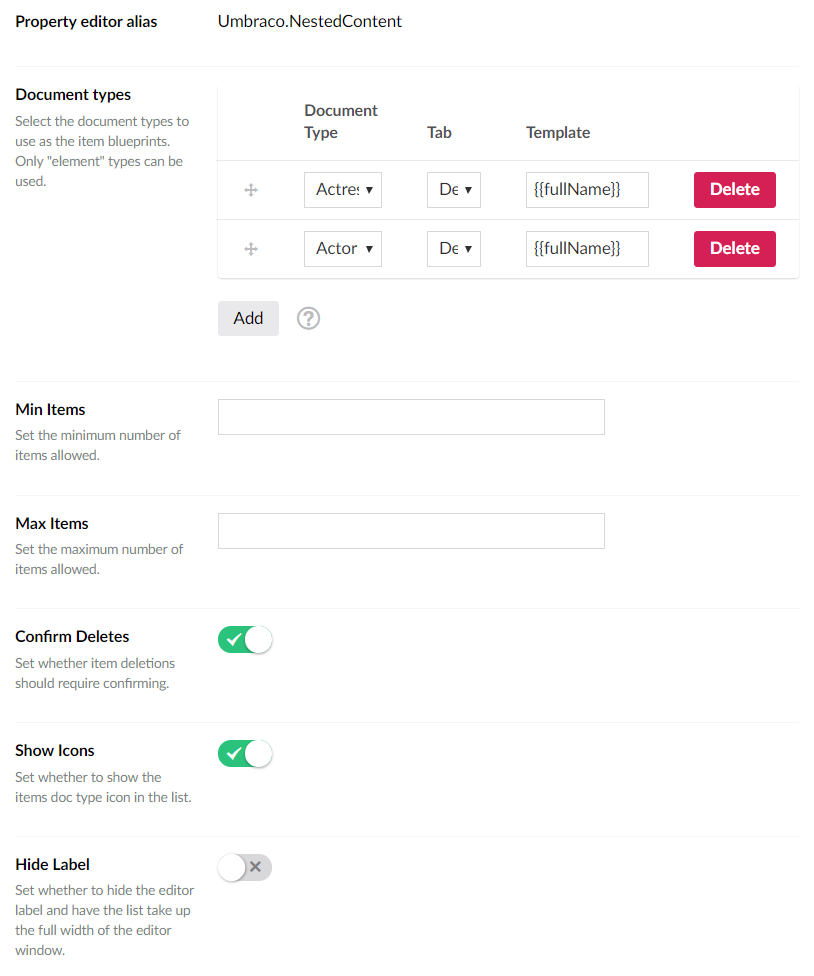 Property editor alias
Umbraco.NestedContent
Document types
Select the document types to
use as the item blueprints.
Only "element" types can be
used.
Document
Type
Tab
Template
Actres
De
{{fullName}}
Delete
Actor
De
{{fullName}}
Delete
Add
?
Min Items
Set the minimum number of
items allowed.
Max Items
Set the maximum number of
items allowed.
Confirm Deletes
Set whether item deletions
should require confirming.
Show Icons
Set whether to show the
items doc type icon in the list.
Hide Label
Set whether to hide the editor
label and have the list take up
the full width of the editor
window.